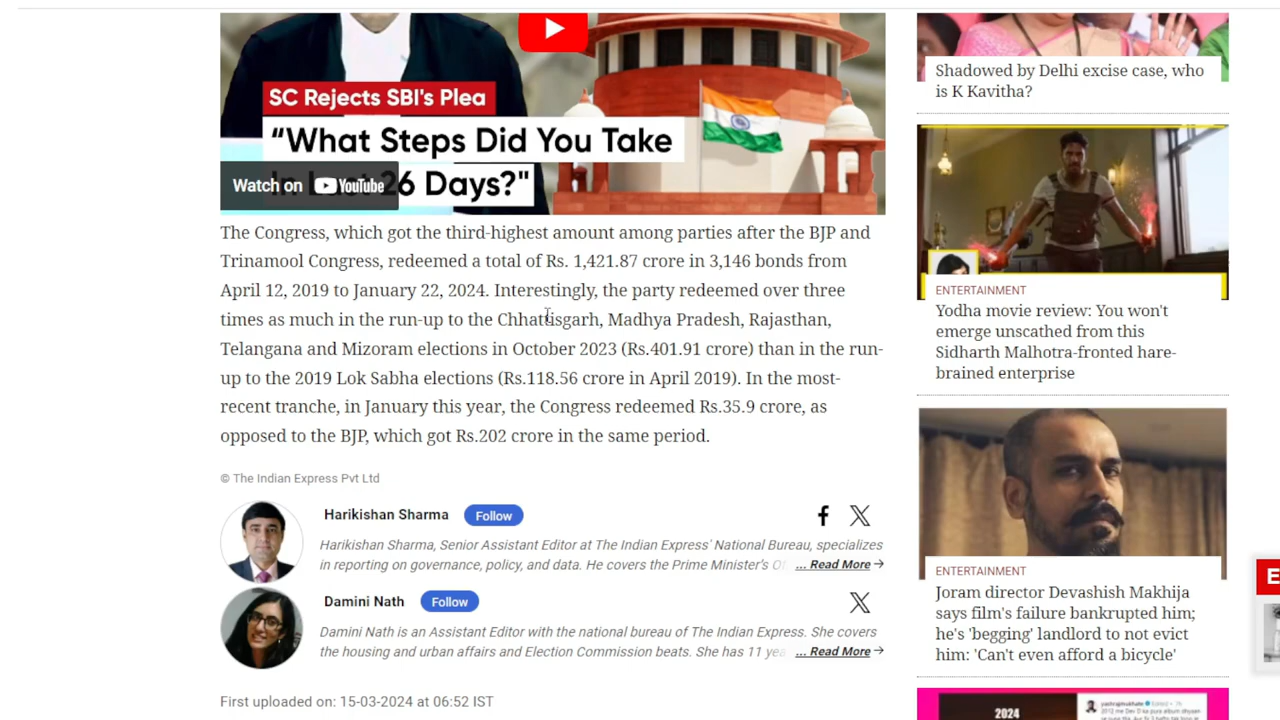 SC Rejects SBI's Plea
“What Steps Did You Take
6 Days?"
Watch on YouTube
The Congress, which got the third-highest amount among parties after the BJP and
Trinamool Congress, redeemed a total of Rs. 1,421.87 crore in 3,146 bonds from
April 12, 2019 to January 22, 2024. Interestingly, the party redeemed over three
times as much in the run-up to the Chhattisgarh, Madhya Pradesh, Rajasthan,
Telangana and Mizoram elections in October 2023 (Rs.401.91 crore) than in the run-
up to the 2019 Lok Sabha elections (Rs.118.56 crore in April 2019). In the most-
recent tranche, in January this year, the Congress redeemed Rs.35.9 crore, as
opposed to the BJP, which got Rs.202 crore in the same period.
© The Indian Express Pvt Ltd
Harikishan Sharma Follow
Harikishan Sharma, Senior Assistant Editor at The Indian Express' National Bureau, specializes
in reporting on governance, policy, and data. He covers the Prime Minister’s ... Read More
Damini Nath Follow
Damini Nath is an Assistant Editor with the national bureau of The Indian Express. She covers
the housing and urban affairs and Election Commission beats. She has 11 ... Read More
First uploaded on: 15-03-2024 at 06:52 IST
Shadowed by Delhi excise case, who
is K Kavitha?
ENTERTAINMENT
Yodha movie review: You won't
emerge unscathed from this
Sidharth Malhotra-fronted hare-
brained enterprise
ENTERTAINMENT
Joram director Devashish Makhija
says film's failure bankrupted him;
he's 'begging' landlord to not evict
him: 'Can't even afford a bicycle'
2024
E